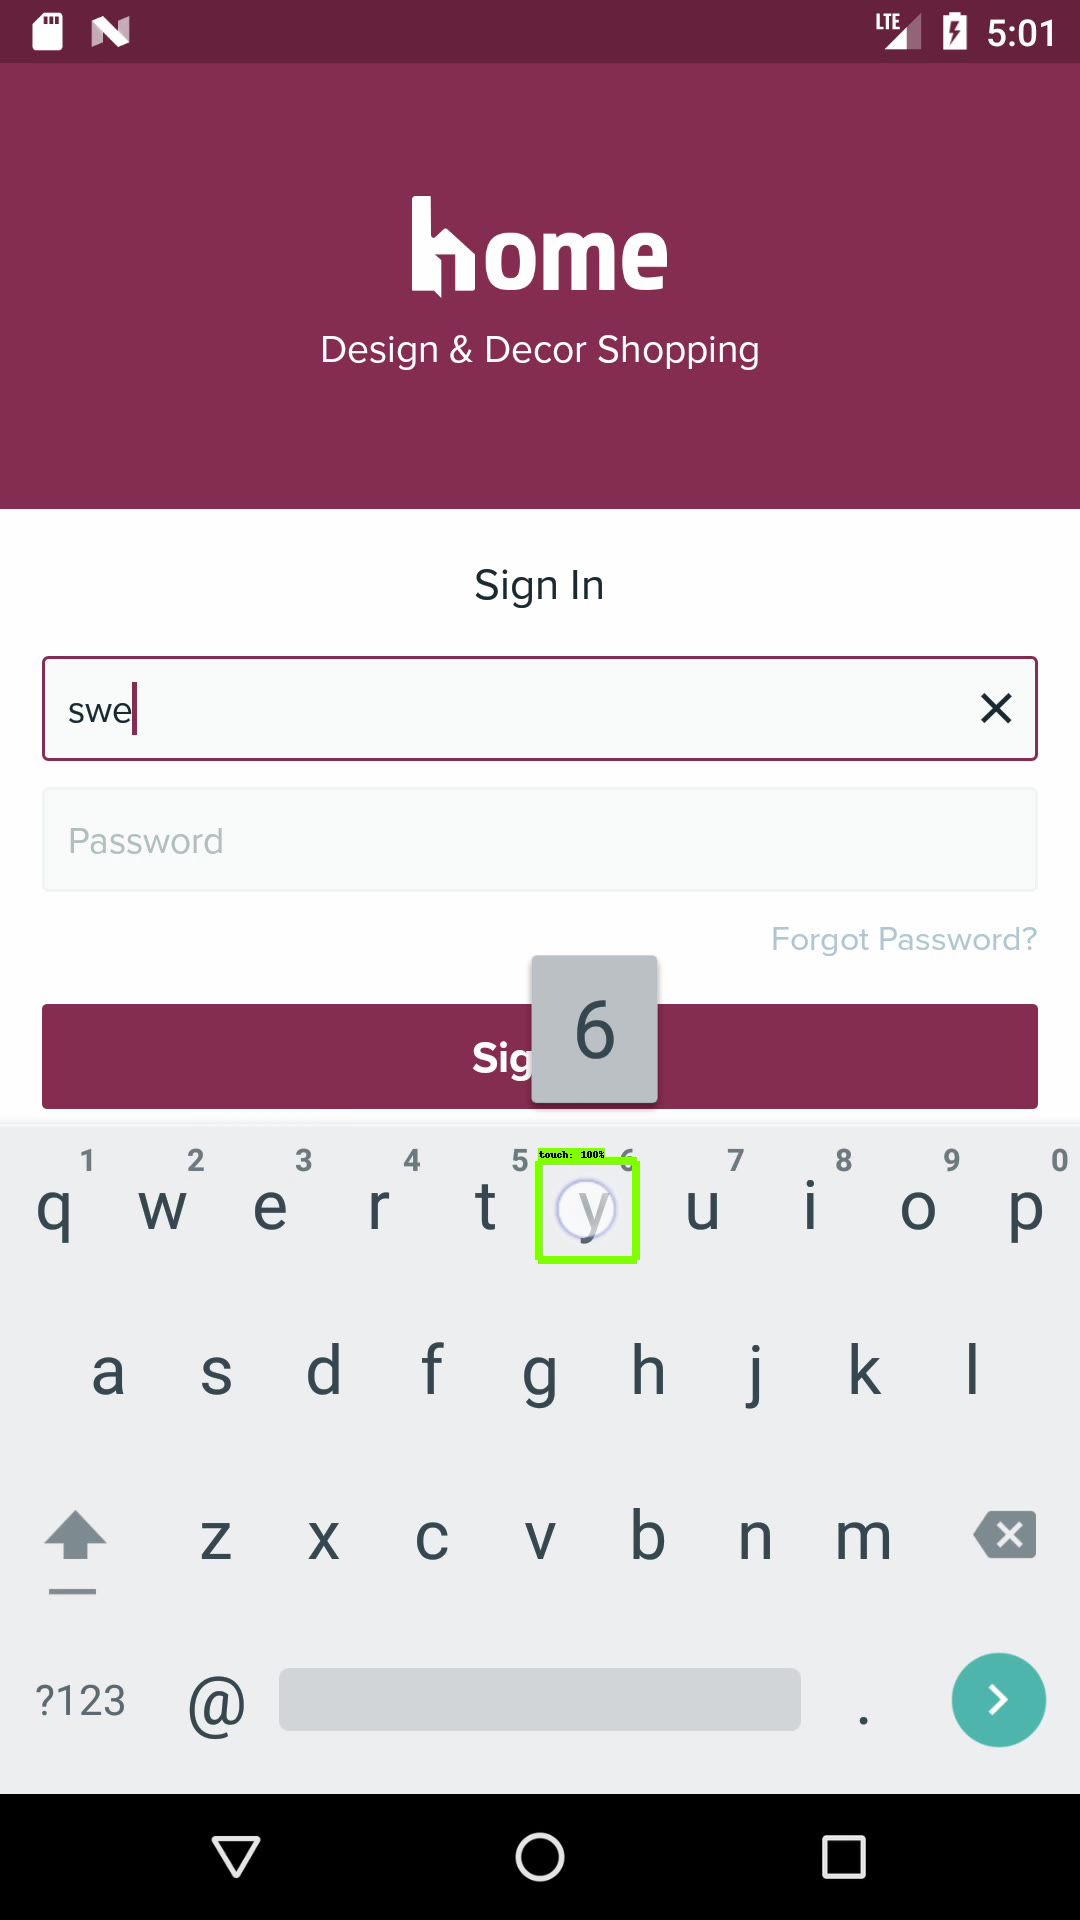 LTE 5:01
home
Design & Decor Shopping
Sign In
swe
Password
Forgot Password?
Sig
6
1 2 3 4 5 6 7 8 9 0
touch: 100%
q w e r t y u i o p
a s d f g h j k l
z x c v b n m
?123 @ .